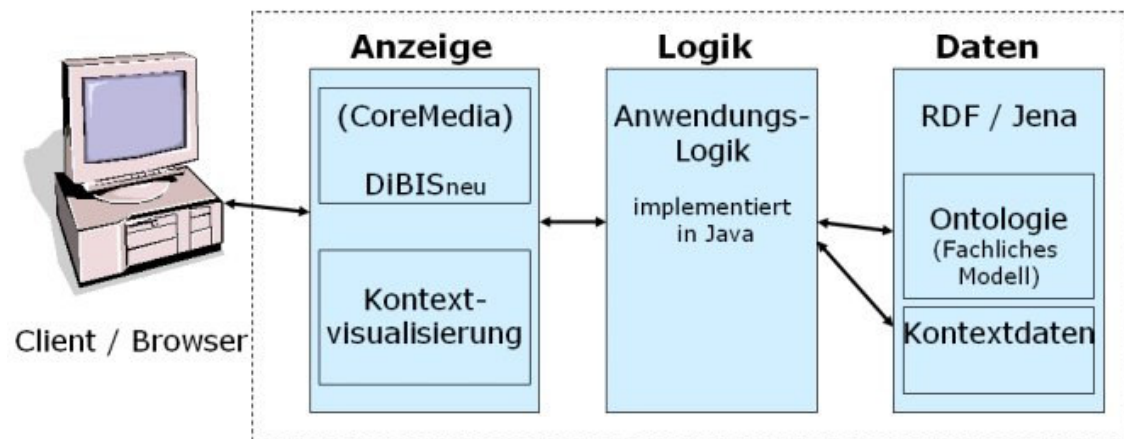 Anzeige
(CoreMedia)
DiBISneu
Kontext-
visualisierung
Logik
Anwendungs-
Logik
implementiert
in Java
Daten
RDF / Jena
Ontologie
(Fachliches
Modell)
Kontextdaten
Client / Browser